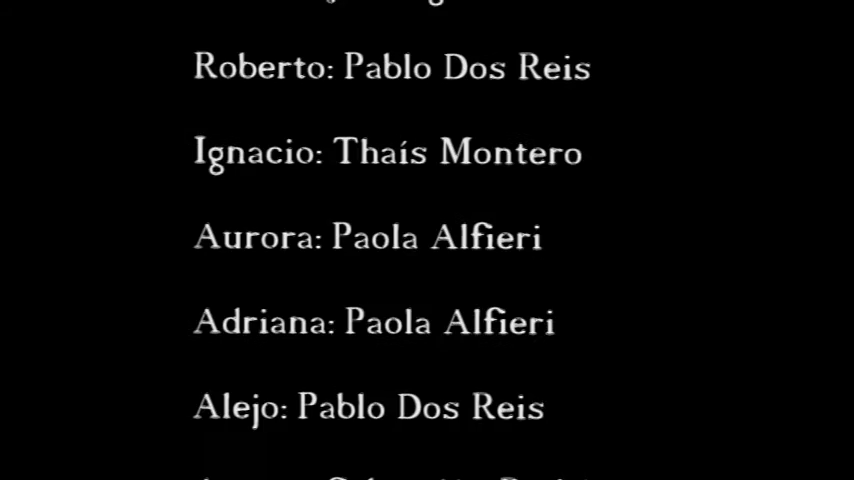 Roberto: Pablo Dos Reis
Ignacio: Thaís Montero
Aurora: Paola Alfieri
Adriana: Paola Alfieri
Alejo: Pablo Dos Reis